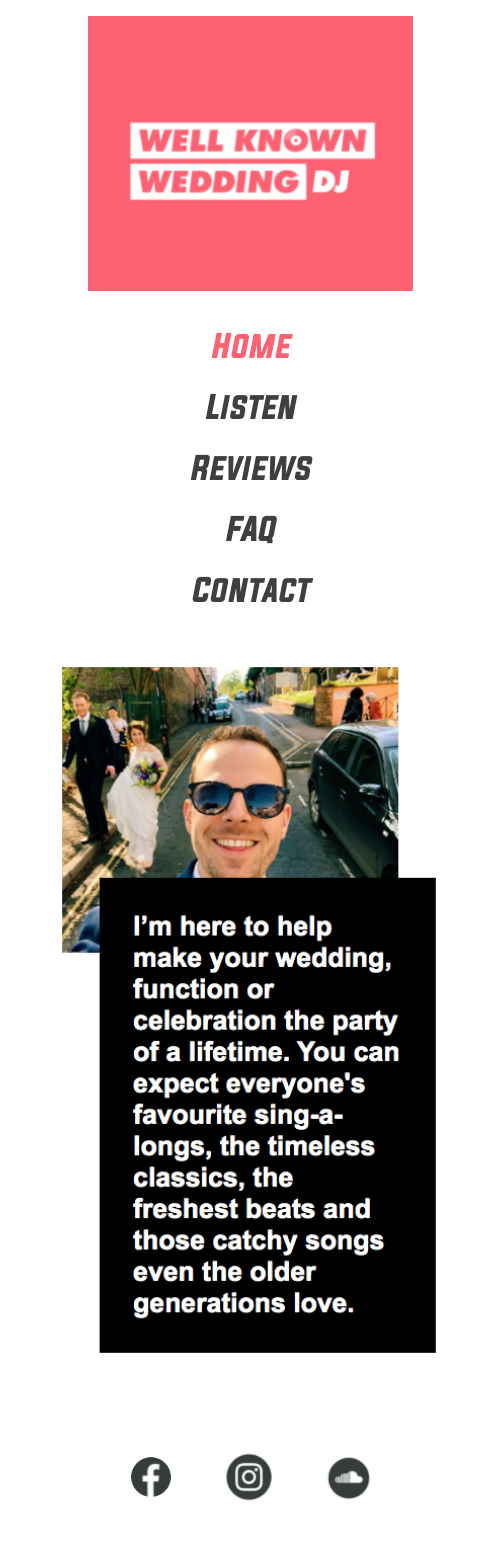 WELL KNOWN
WEDDING DJ
HOME
LISTEN
REVIEWS
FAQ
CONTACT
I’m here to help
make your wedding,
function or
celebration the party
of a lifetime. You can
expect everyone's
favourite sing-a-
longs, the timeless
classics, the
freshest beats and
those catchy songs
even the older
generations love.